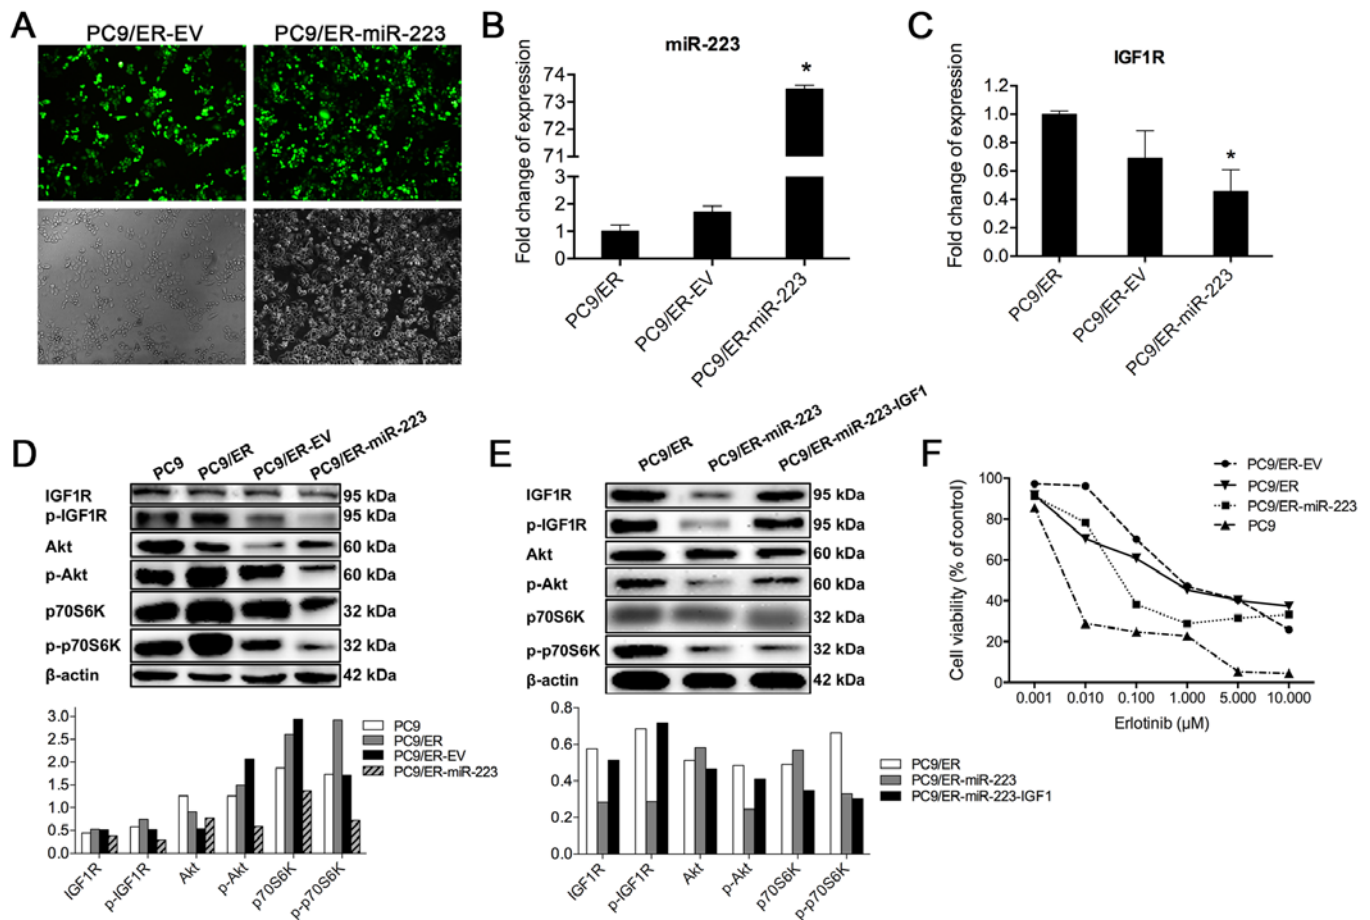 A
PC9/ER-EV
PC9/ER-miR-223
B
miR-223
Fold change of expression
74
73
72
71
3
2
1
0
*
PC9/ER
PC9/ER-EV
PC9/ER-miR-223
C
IGF1R
Fold change of expression
1.2
1.0
0.8
0.6
0.4
0.2
0.0
*
PC9/ER
PC9/ER-EV
PC9/ER-miR-223
D
PC9
PC9/ER
PC9/ER-EV
PC9/ER-miR-223
IGF1R 95 kDa
p-IGF1R 95 kDa
Akt 60 kDa
p-Akt 60 kDa
p70S6K 32 kDa
p-p70S6K 32 kDa
β-actin 42 kDa
3.0
2.5
2.0
1.5
1.0
0.5
0.0
PC9
PC9/ER
PC9/ER-EV
PC9/ER-miR-223
IGF1R
p-IGF1R
Akt
p-Akt
p70S6K
p-p70S6K
E
PC9/ER
PC9/ER-miR-223
PC9/ER-miR-223-IGF1
IGF1R 95 kDa
p-IGF1R 95 kDa
Akt 60 kDa
p-Akt 60 kDa
p70S6K 32 kDa
p-p70S6K 32 kDa
β-actin 42 kDa
0.8
0.6
0.4
0.2
0.0
PC9/ER
PC9/ER-miR-223
PC9/ER-miR-223-IGF1
IGF1R
p-IGF1R
Akt
p-Akt
p70S6K
p-p70S6K
F
PC9/ER-EV
PC9/ER
PC9/ER-miR-223
PC9
Cell viability (% of control)
100
80
60
40
20
0
0.001 0.010 0.100 1.000 5.000 10.000
Erlotinib (μM)